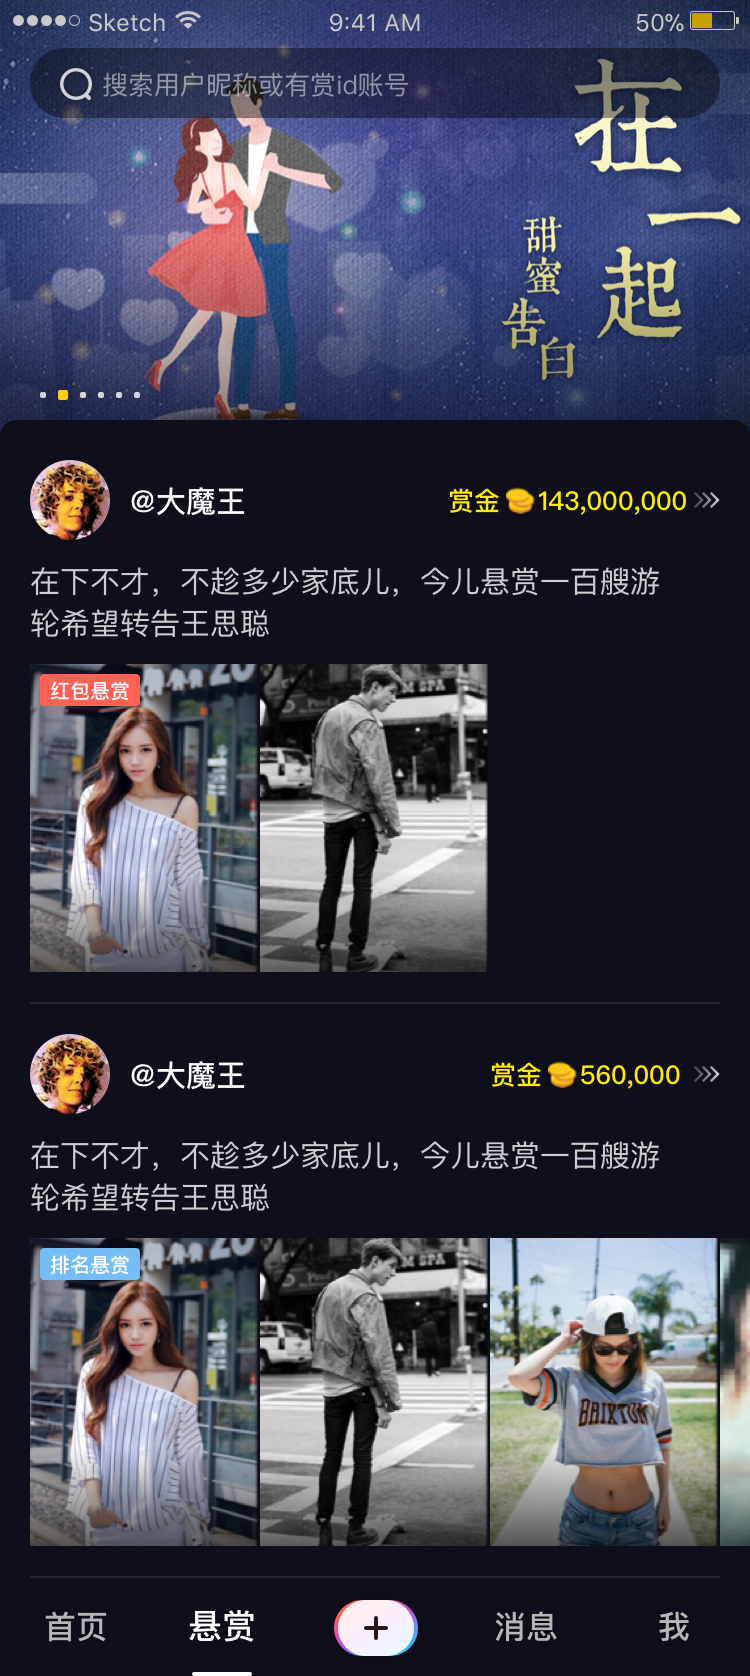 Sketch 9:41 AM 50%
搜索用户昵称或有赏id账号
在一起
甜蜜告白
@大魔王 赏金 143,000,000
在下不才，不趁多少家底儿，今儿悬赏一百艘游
轮希望转告王思聪
红包悬赏
@大魔王 赏金 560,000
在下不才，不趁多少家底儿，今儿悬赏一百艘游
轮希望转告王思聪
排名悬赏
BRIXTON
首页 悬赏 + 消息 我